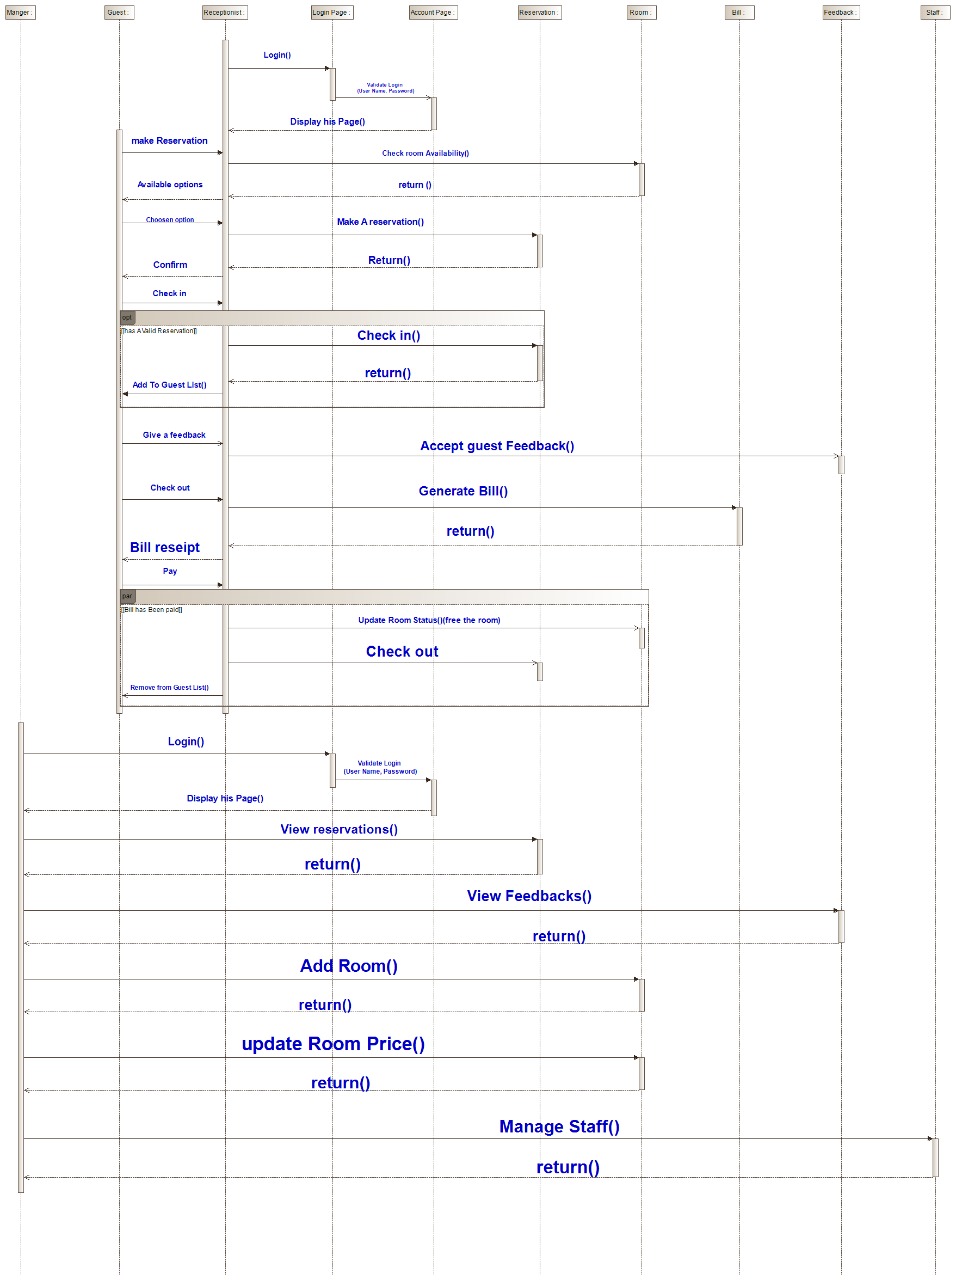 Manger :
Guest :
Receptionist :
Login Page :
Account Page :
Reservation :
Room :
Bill :
Feedback :
Staff :
Login()
Validate Login
(User Name, Password)
Display his Page()
make Reservation
Check room Availability()
Available options
return ()
Choosen option
Make A reservation()
Return()
Confirm
Check in
opt
[[has A Valid Reservation]]
Check in()
return()
Add To Guest List()
Give a feedback
Accept guest Feedback()
Check out
Generate Bill()
return()
Bill reseipt
Pay
par
[[Bill has Been paid]]
Update Room Status()(free the room)
Check out
Remove from Guest List()
Login()
Validate Login
(User Name, Password)
Display his Page()
View reservations()
return()
View Feedbacks()
return()
Add Room()
return()
update Room Price()
return()
Manage Staff()
return()